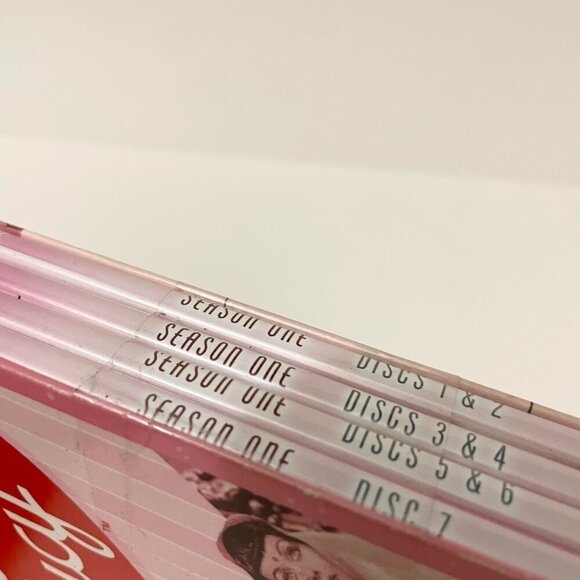 SEASON ONE DISCS 1 & 2
SEASON ONE DISCS 3 & 4
SEASON ONE DISCS 5 & 6
SEASON ONE DISC 7
TM